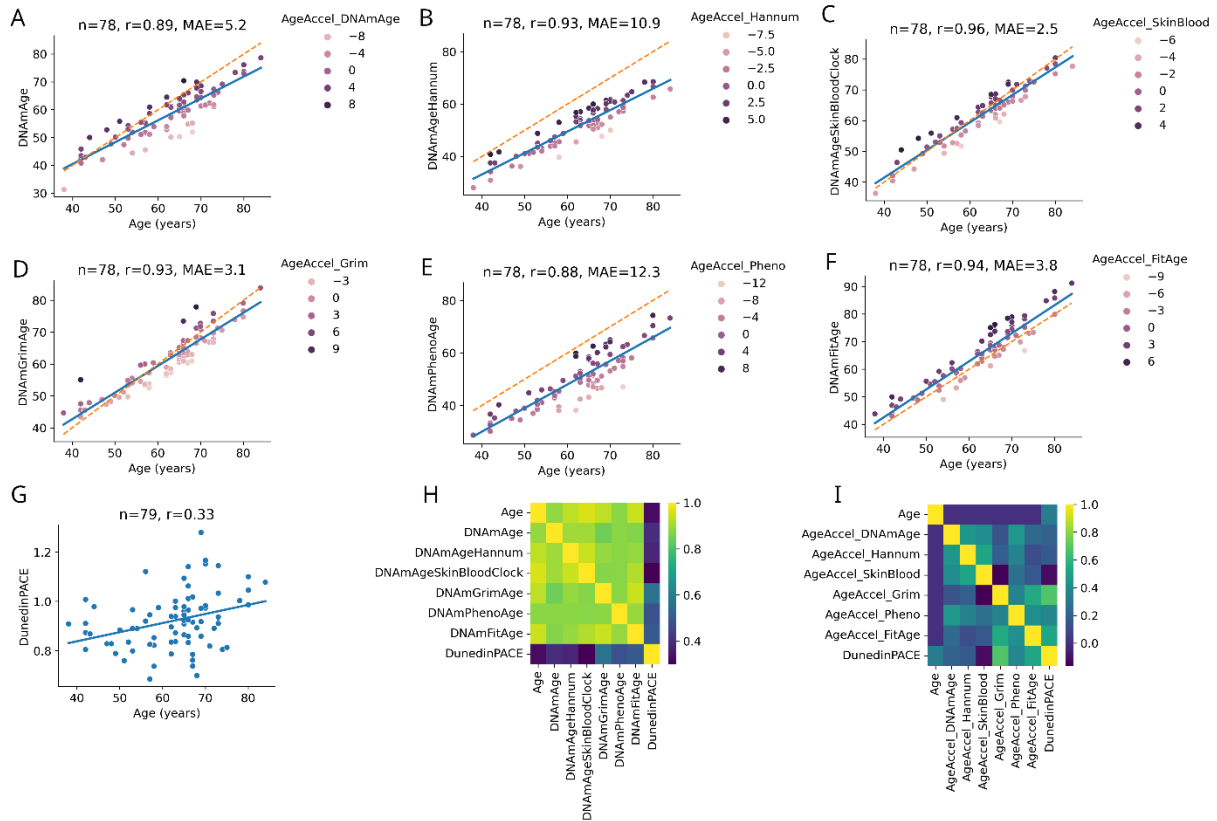 A
n=78, r=0.89, MAE=5.2
DNAmAge
80
70
60
50
40
30
40 50 60 70 80
Age (years)
AgeAccel_DNAmAge
−8
−4
0
4
8
B
n=78, r=0.93, MAE=10.9
DNAmAgeHannum
80
60
40
40 50 60 70 80
Age (years)
AgeAccel_Hannum
−7.5
−5.0
−2.5
0.0
2.5
5.0
C
n=78, r=0.96, MAE=2.5
DNAmAgeSkinBloodClock
80
70
60
50
40
40 50 60 70 80
Age (years)
AgeAccel_SkinBlood
−6
−4
−2
0
2
4
D
n=78, r=0.93, MAE=3.1
DNAmGrimAge
80
70
60
50
40
40 50 60 70 80
Age (years)
AgeAccel_Grim
−3
0
3
6
9
E
n=78, r=0.88, MAE=12.3
DNAmPhenoAge
80
60
40
40 50 60 70 80
Age (years)
AgeAccel_Pheno
−12
−8
−4
0
4
8
F
n=78, r=0.94, MAE=3.8
DNAmFitAge
90
80
70
60
50
40
40 50 60 70 80
Age (years)
AgeAccel_FitAge
−9
−6
−3
0
3
6
G
n=79, r=0.33
DunedinPACE
1.2
1.0
0.8
40 50 60 70 80
Age (years)
H
Age
DNAmAge
DNAmAgeHannum
DNAmAgeSkinBloodClock
DNAmGrimAge
DNAmPhenoAge
DNAmFitAge
DunedinPACE
Age
DNAmAge
DNAmAgeHannum
DNAmAgeSkinBloodClock
DNAmGrimAge
DNAmPhenoAge
DNAmFitAge
DunedinPACE
1.0
0.9
0.8
0.7
0.6
0.5
0.4
I
Age
AgeAccel_DNAmAge
AgeAccel_Hannum
AgeAccel_SkinBlood
AgeAccel_Grim
AgeAccel_Pheno
AgeAccel_FitAge
DunedinPACE
Age
AgeAccel_DNAmAge
AgeAccel_Hannum
AgeAccel_SkinBlood
AgeAccel_Grim
AgeAccel_Pheno
AgeAccel_FitAge
DunedinPACE
1.0
0.8
0.6
0.4
0.2
0.0